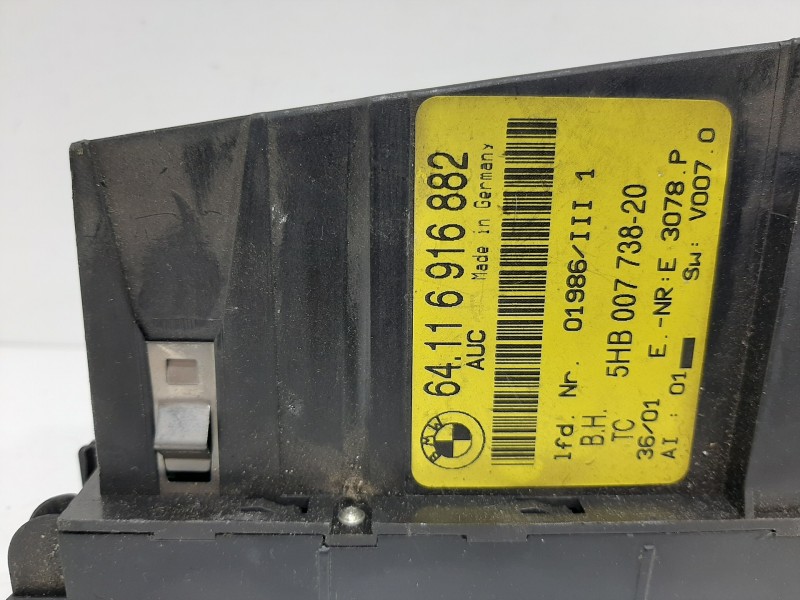 64.11 6 916 882
AUC Made in Germany
lfd. Nr. 01986/III 1
B.H. 5HB 007 738-20
TC
36/01 E.-NR:E 3078.P
AI : 01 SW: V007.0
BMW